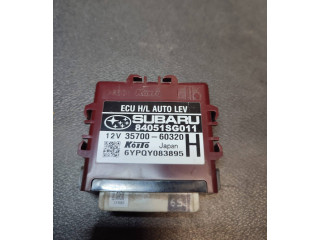 ECU H/L AUTO LEV
SUBARU
84051SG011
12V 35700-60320 H
KOITO Japan
6YPQY083895